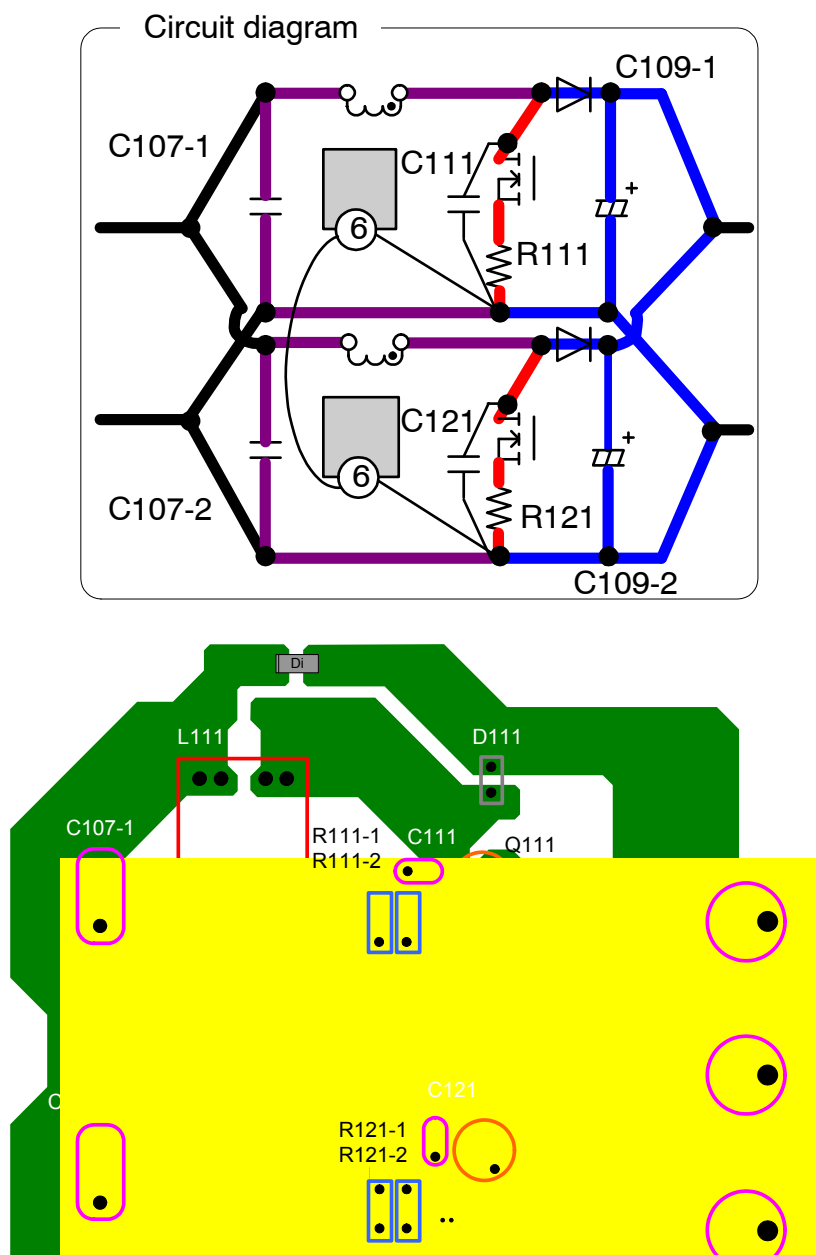 Circuit diagram
C109-1
C107-1
C111
6
R111
+
C121
+
6
C107-2
R121
C109-2
Di
L111
D111
C107-1
R111-1
C111
Q111
R111-2
C
C121
R121-1
R121-2